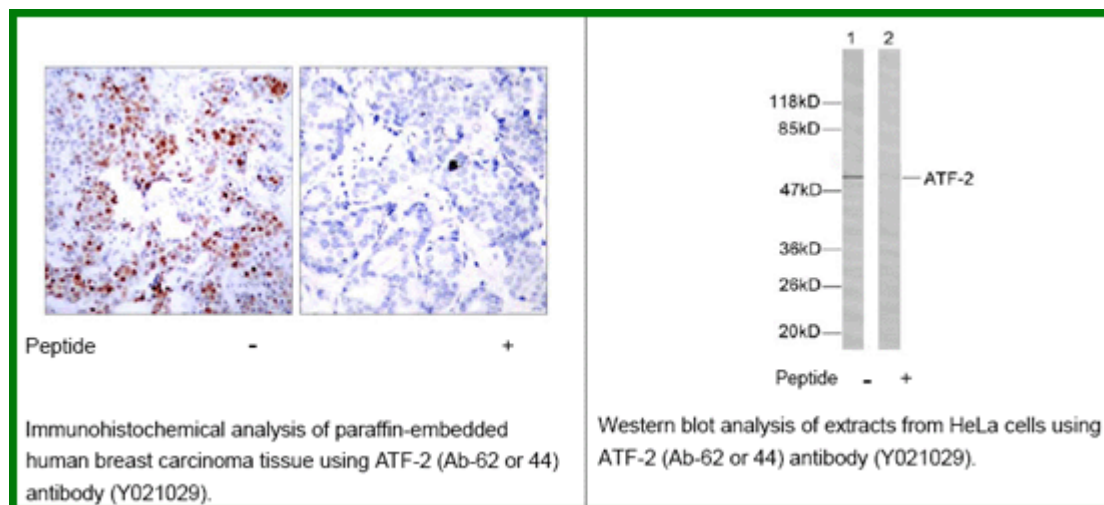 Peptide - +
Immunohistochemical analysis of paraffin-embedded
human breast carcinoma tissue using ATF-2 (Ab-62 or 44)
antibody (Y021029).
1 2
118kD
85kD
ATF-2
47kD
36kD
26kD
20kD
Peptide - +
Western blot analysis of extracts from HeLa cells using
ATF-2 (Ab-62 or 44) antibody (Y021029).